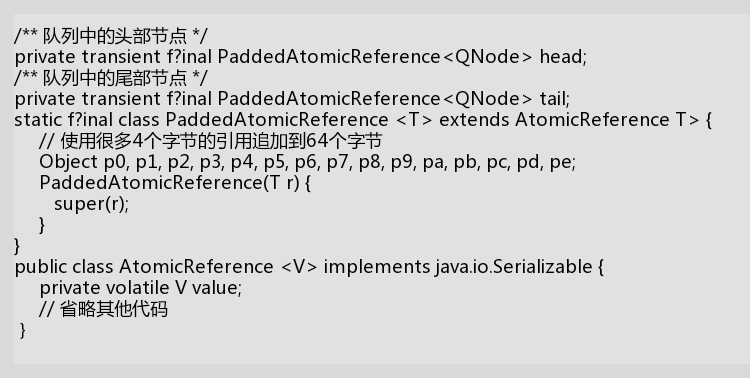 /** 队列中的头部节点 */
private transient f?inal PaddedAtomicReference<QNode> head;
/** 队列中的尾部节点 */
private transient f?inal PaddedAtomicReference<QNode> tail;
static f?inal class PaddedAtomicReference <T> extends AtomicReference T> {
// 使用很多4个字节的引用追加到64个字节
Object p0, p1, p2, p3, p4, p5, p6, p7, p8, p9, pa, pb, pc, pd, pe;
PaddedAtomicReference(T r) {
super(r);
}
}
public class AtomicReference <V> implements java.io.Serializable {
private volatile V value;
// 省略其他代码
}